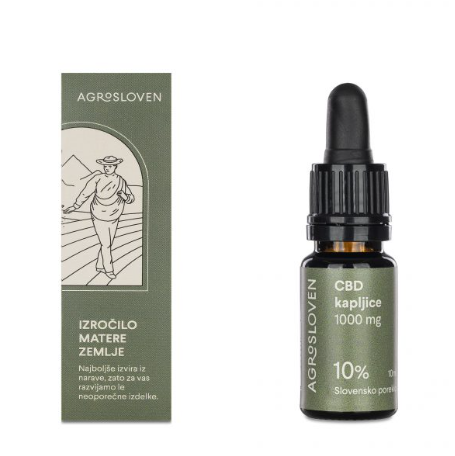 AGROSLOVEN
IZROČILO
MATERE
ZEMLJE
Najboljše izvira iz
narave, zato za vas
razvijamo le
neoporečne izdelke.
AGROSLOVEN
CBD
kapljice
1000 mg
10%
Slovensko